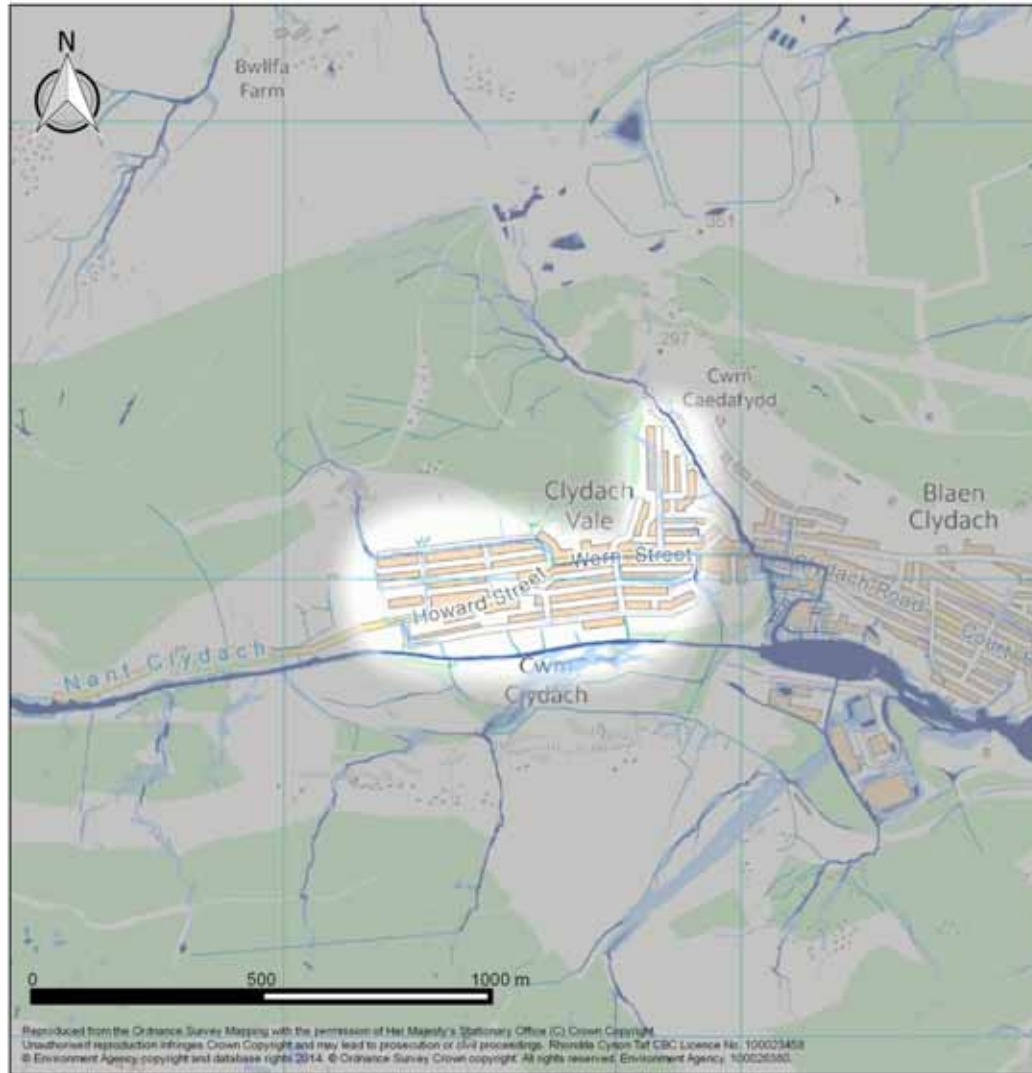 N
Bwllfa
Farm
351
297
Cwm
Caedafydd
Clydach
Vale
Blaen
Clydach
Wern Street
Clydach Road
Howard Street
Nant Clydach
Cwm
Clydach
0 500 1000 m
Reproduced from the Ordnance Survey Mapping with the permission of Her Majesty's Stationary Office (C) Crown Copyright
Unauthorised reproduction infringes Crown Copyright and may lead to prosecution or civil proceedings. Rhondda Cynon Taf CBC Licence No. 100023458
© Environment Agency copyright and database rights 2014. © Ordnance Survey Crown copyright. All rights reserved. Environment Agency, 100026380.